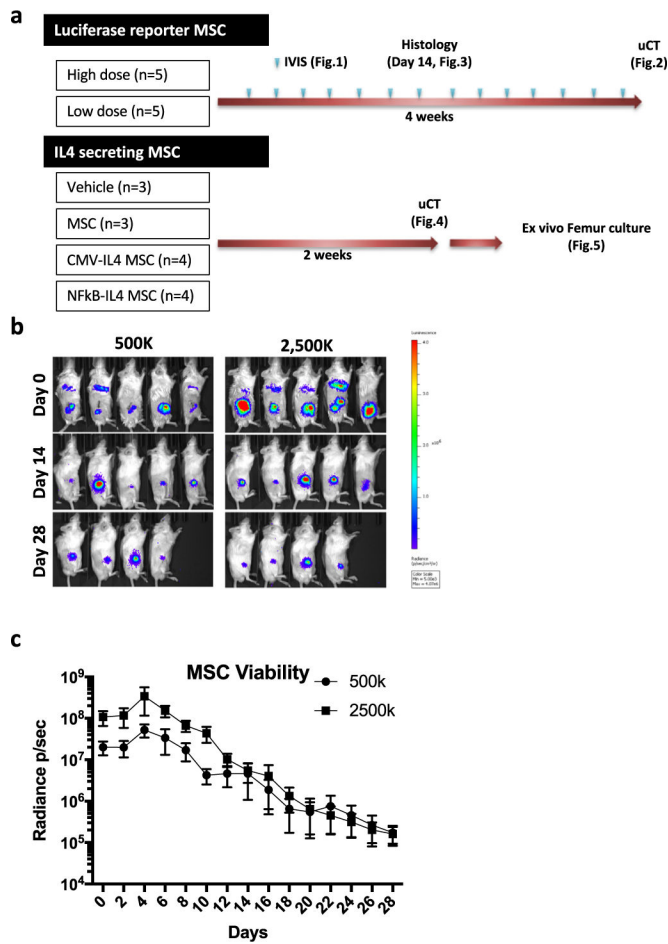 a
Luciferase reporter MSC
High dose (n=5)
Low dose (n=5)
IVIS (Fig.1)
Histology
(Day 14, Fig.3)
uCT
(Fig.2)
4 weeks
IL4 secreting MSC
Vehicle (n=3)
MSC (n=3)
CMV-IL4 MSC (n=4)
NFkB-IL4 MSC (n=4)
uCT
(Fig.4)
2 weeks
Ex vivo Femur culture
(Fig.5)
b
500K
2,500K
Day 0
Day 14
Day 28
Luminescence
4.0
3.0
2.0
1.0
Radiance
Color Scale
c
MSC Viability
500k
2500k
Radiance p/sec
10⁹
10⁸
10⁷
10⁶
10⁵
10⁴
0 2 4 6 8 10 12 14 16 18 20 22 24 26 28
Days